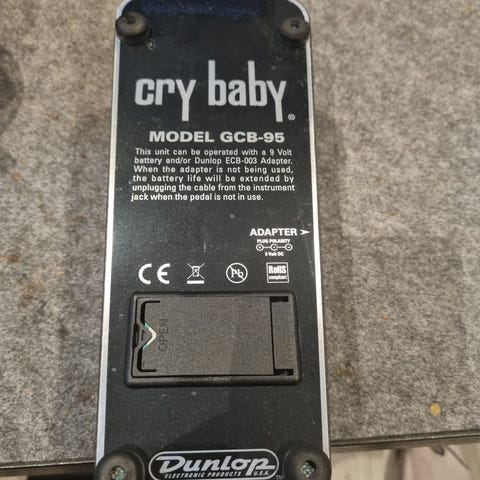 cry baby®
MODEL GCB-95
This unit can be operated with a 9 Volt
battery and/or Dunlop ECB-003 Adapter.
When the adapter is not being used,
the battery life will be extended by
unplugging the cable from the instrument
jack when the pedal is not in use.
ADAPTER >
PLUG POLARITY
9 Volt DC
CE
Pb
RoHS
compliant
OPEN
Dunlop
ELECTRONIC PRODUCTS U.S.A.